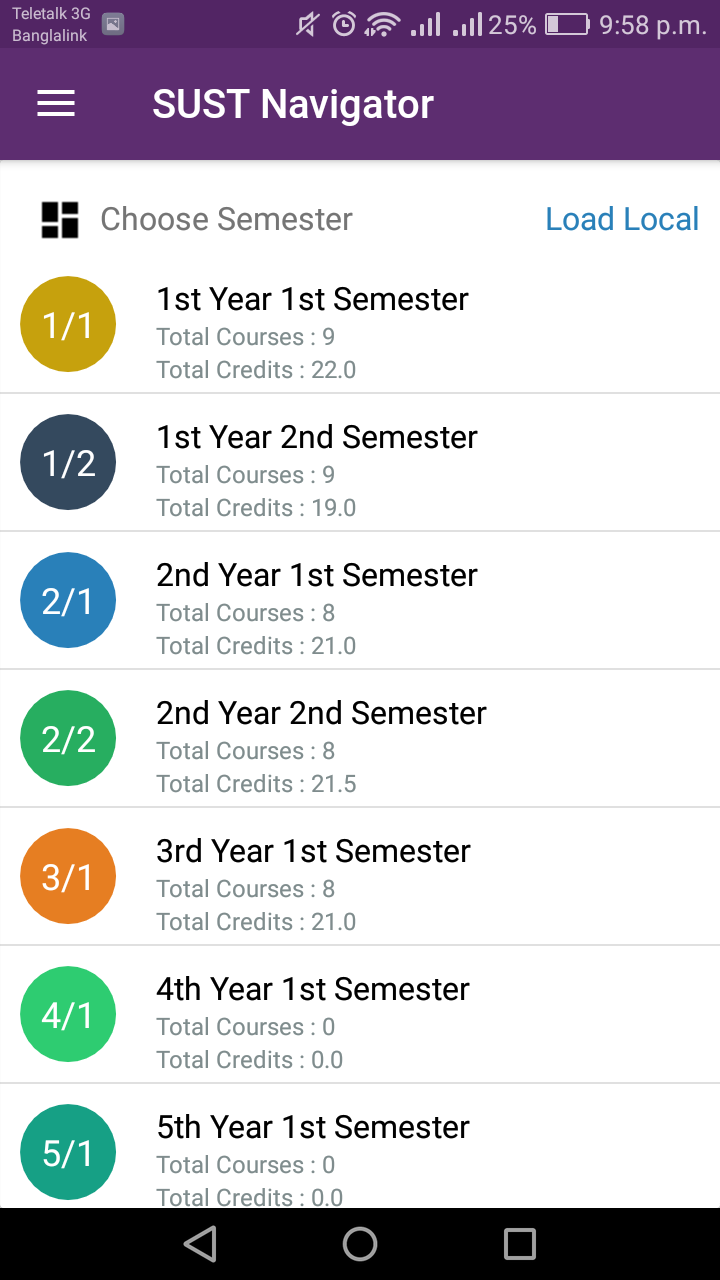 Teletalk 3G
Banglalink
25% 9:58 p.m.
SUST Navigator
Choose Semester Load Local
1/1
1st Year 1st Semester
Total Courses : 9
Total Credits : 22.0
1/2
1st Year 2nd Semester
Total Courses : 9
Total Credits : 19.0
2/1
2nd Year 1st Semester
Total Courses : 8
Total Credits : 21.0
2/2
2nd Year 2nd Semester
Total Courses : 8
Total Credits : 21.5
3/1
3rd Year 1st Semester
Total Courses : 8
Total Credits : 21.0
4/1
4th Year 1st Semester
Total Courses : 0
Total Credits : 0.0
5/1
5th Year 1st Semester
Total Courses : 0
Total Credits : 0.0